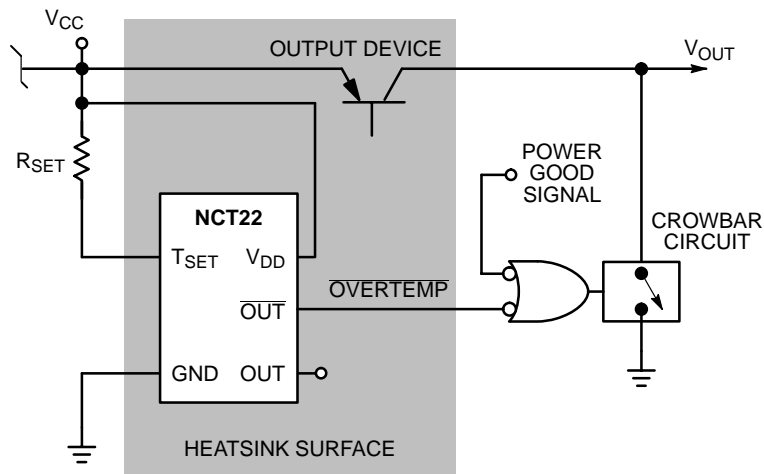 VCC
OUTPUT DEVICE
VOUT
RSET
POWER
GOOD
SIGNAL
NCT22
CROWBAR
CIRCUIT
TSET
VDD
OVERTEMP
OUT
GND
OUT
HEATSINK SURFACE